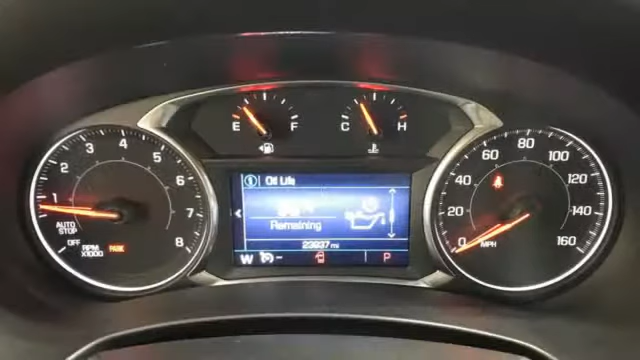 E F
C H
1 2 3 4 5 6 7 8
AUTO
STOP
OFF
RPM
X1000
PARK
Oil Life
Remaining
23937 mi
W P
0 20 40 60 80 100 120 140 160
MPH